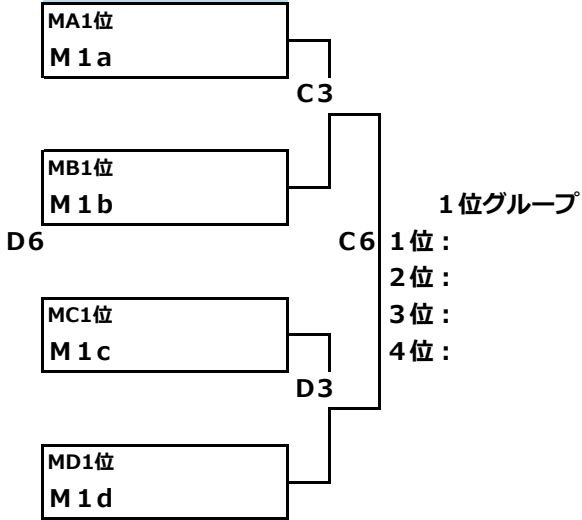 MA1位
Ｍ１a
Ｃ３
MB1位
Ｍ１b
１位グループ
Ｄ６
Ｃ６
１位：
２位：
３位：
４位：
MC1位
Ｍ１c
Ｄ３
MD1位
Ｍ１d